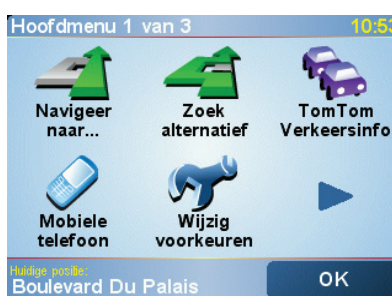 Hoofdmenu 1 van 3 10:53
Navigeer
naar...
Zoek
alternatief
TomTom
Verkeersinfo
Mobiele
telefoon
Wijzig
voorkeuren
Huidige positie:
Boulevard Du Palais
OK